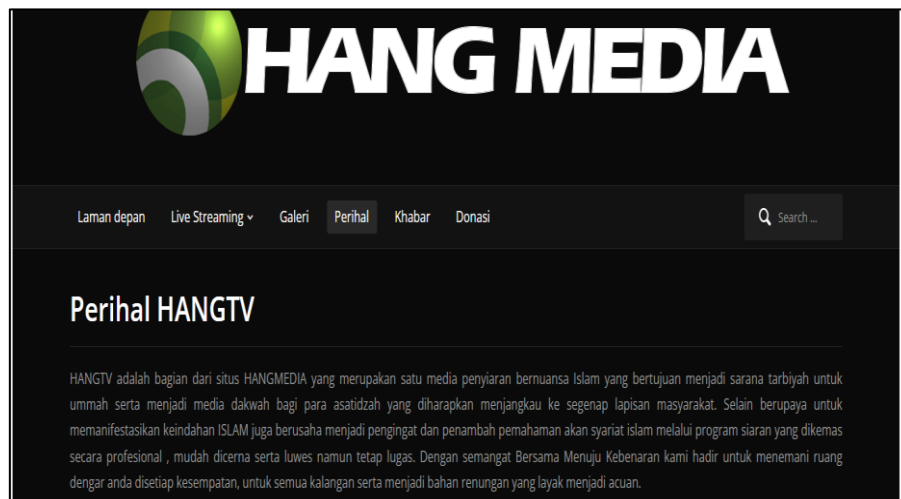 HANG MEDIA
Laman depan Live Streaming Galeri Perihal Khabar Donasi Search ...
Perihal HANGTV
HANGTV adalah bagian dari situs HANGMEDIA yang merupakan satu media penyiaran bernuansa Islam yang bertujuan menjadi sarana tarbiyah untuk
ummah serta menjadi media dakwah bagi para asatidzah yang diharapkan menjangkau ke segenap lapisan masyarakat. Selain berupaya untuk
memanifestasikan keindahan ISLAM juga berusaha menjadi pengingat dan penambah pemahaman akan syariat islam melalui program siaran yang dikemas
secara profesional , mudah dicerna serta luwes namun tetap lugas. Dengan semangat Bersama Menuju Kebenaran kami hadir untuk menemani ruang
dengar anda disetiap kesempatan, untuk semua kalangan serta menjadi bahan renungan yang layak menjadi acuan.